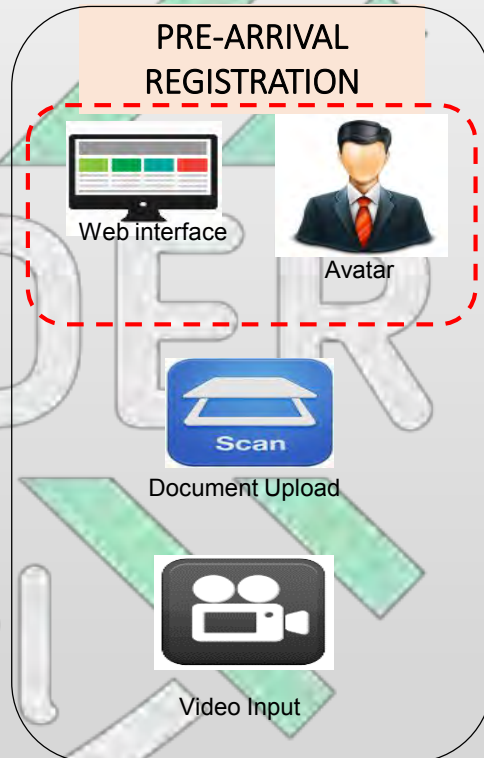 PRE-ARRIVAL
REGISTRATION
Web interface
Avatar
Scan
Document Upload
Video Input